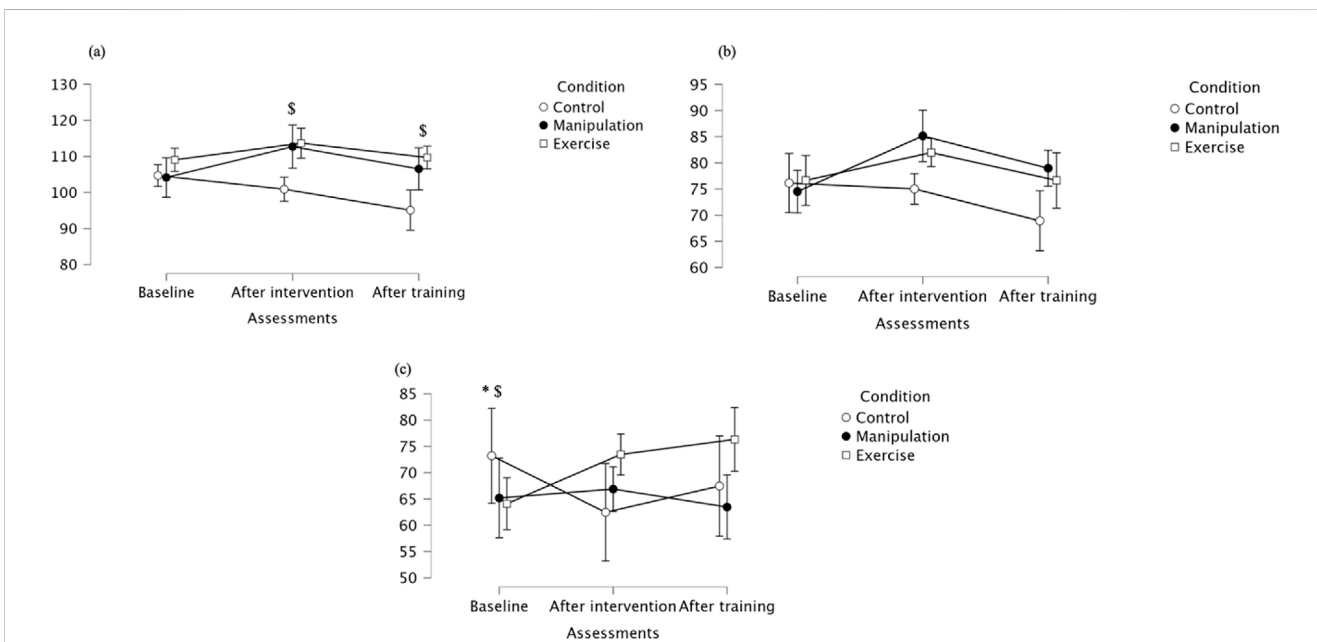 (a)
130
120
110
100
90
80
$
$
Baseline
After intervention
After training
Assessments
Condition
Control
Manipulation
Exercise
(b)
95
90
85
80
75
70
65
60
Baseline
After intervention
After training
Assessments
Condition
Control
Manipulation
Exercise
(c)
* $
85
80
75
70
65
60
55
50
Baseline
After intervention
After training
Assessments
Condition
Control
Manipulation
Exercise